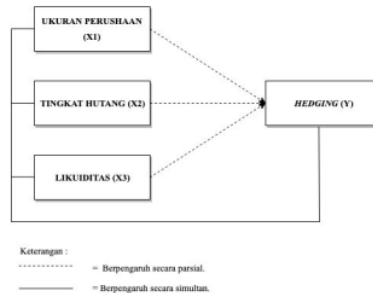 UKURAN PERUSHAAN
(X1)
TINGKAT HUTANG (X2)
HEDGING (Y)
LIKUIDITAS (X3)
Keterangan :
= Berpengaruh secara parsial.
= Berpengaruh secara simultan.